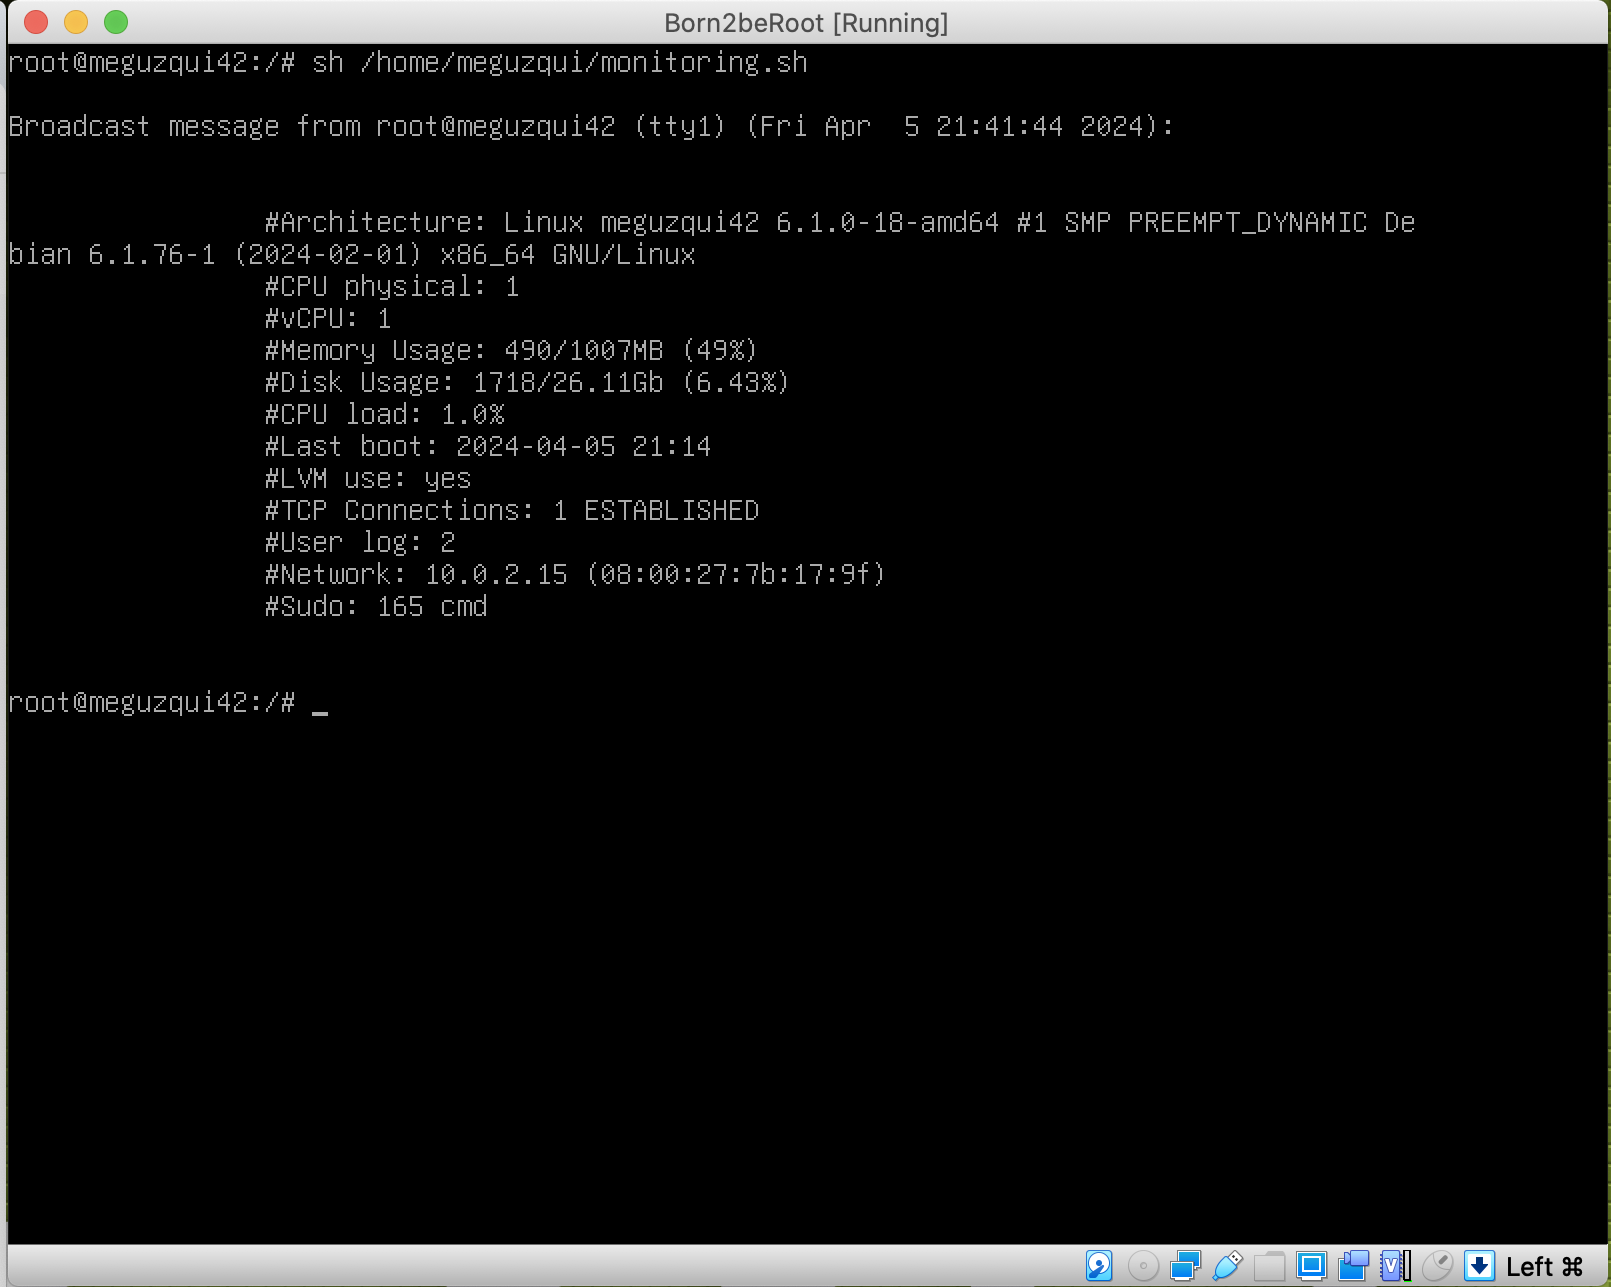 Born2beRoot [Running]
root@meguzqui42:/# sh /home/meguzqui/monitoring.sh
Broadcast message from root@meguzqui42 (tty1) (Fri Apr  5 21:41:44 2024):
#Architecture: Linux meguzqui42 6.1.0-18-amd64 #1 SMP PREEMPT_DYNAMIC De
bian 6.1.76-1 (2024-02-01) x86_64 GNU/Linux
#CPU physical: 1
#vCPU: 1
#Memory Usage: 490/1007MB (49%)
#Disk Usage: 1718/26.11Gb (6.43%)
#CPU load: 1.0%
#Last boot: 2024-04-05 21:14
#LVM use: yes
#TCP Connections: 1 ESTABLISHED
#User log: 2
#Network: 10.0.2.15 (08:00:27:7b:17:9f)
#Sudo: 165 cmd
root@meguzqui42:/# _
Left ⌘